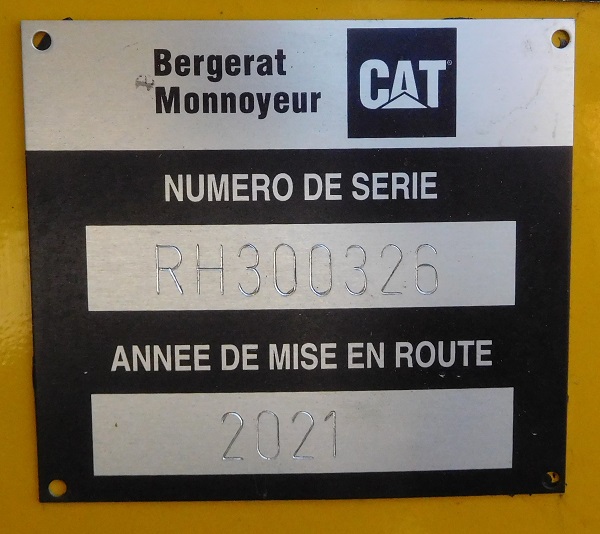 Bergerat
Monnoyeur
CAT®
NUMERO DE SERIE
RH300326
ANNEE DE MISE EN ROUTE
2021